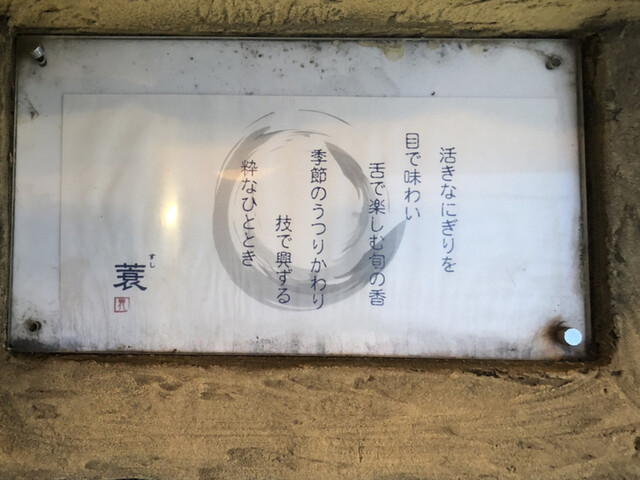 活きなにぎりを
目で味わい
舌で楽しむ旬の香
季節のうつりかわり
技で興ずる
粋なひととき
すし
蓑